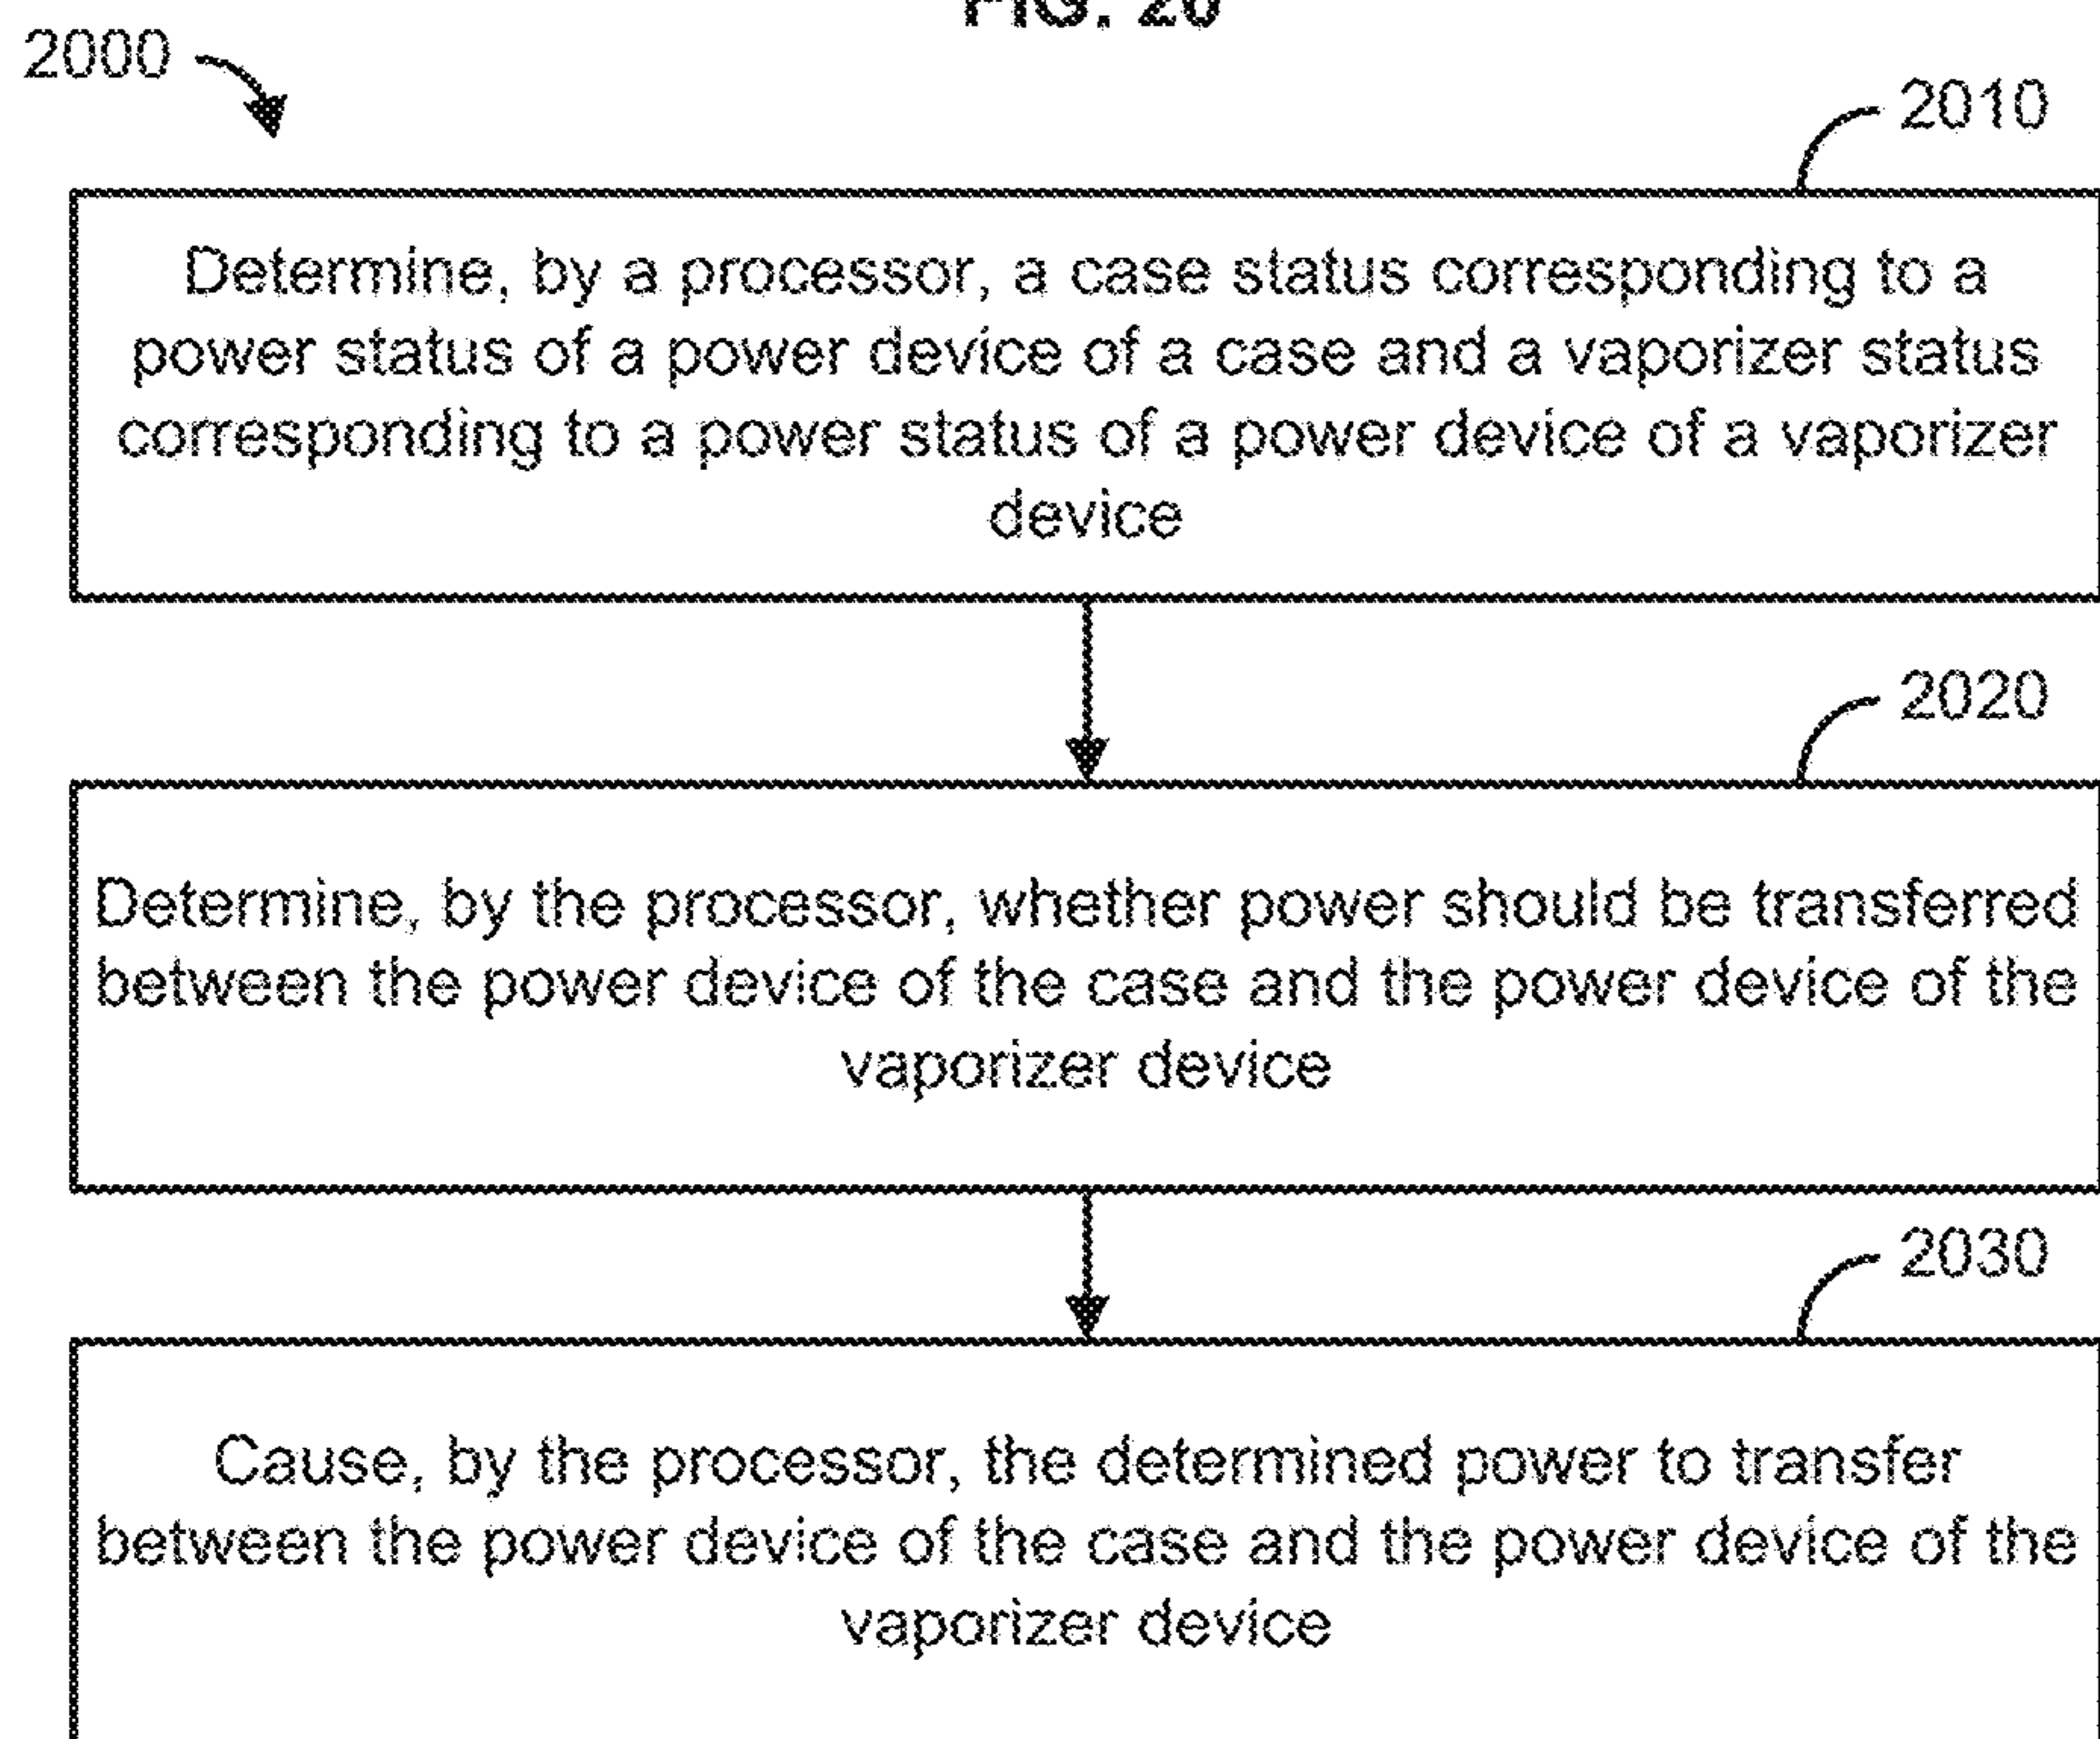 FIG. 20
2000
2010
Determine, by a processor, a case status corresponding to a
power status of a power device of a case and a vaporizer status
corresponding to a power status of a power device of a vaporizer
device
2020
Determine, by the processor, whether power should be transferred
between the power device of the case and the power device of the
vaporizer device
2030
Cause, by the processor, the determined power to transfer
between the power device of the case and the power device of the
vaporizer device